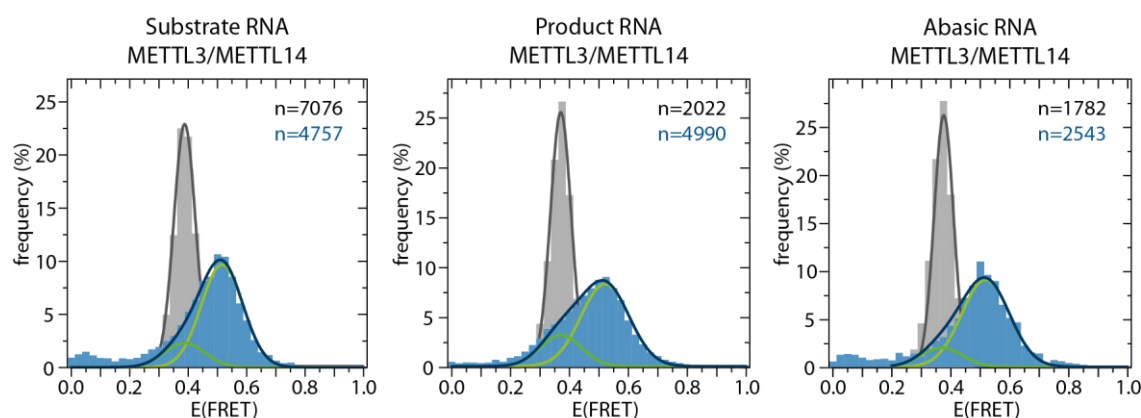 Substrate RNA
METTL3/METTL14
n=7076
n=4757
frequency (%)
25
20
15
10
5
0
0.0 0.2 0.4 0.6 0.8 1.0
E(FRET)
Product RNA
METTL3/METTL14
n=2022
n=4990
frequency (%)
25
20
15
10
5
0
0.0 0.2 0.4 0.6 0.8 1.0
E(FRET)
Abasic RNA
METTL3/METTL14
n=1782
n=2543
frequency (%)
25
20
15
10
5
0
0.0 0.2 0.4 0.6 0.8 1.0
E(FRET)